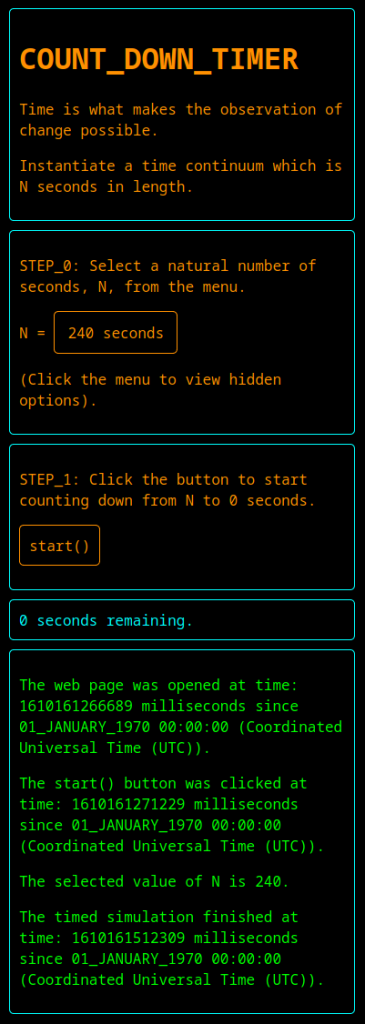 COUNT_DOWN_TIMER
Time is what makes the observation of
change possible.
Instantiate a time continuum which is
N seconds in length.
STEP_0: Select a natural number of
seconds, N, from the menu.
N = 240 seconds
(Click the menu to view hidden
options).
STEP_1: Click the button to start
counting down from N to 0 seconds.
start()
0 seconds remaining.
The web page was opened at time:
1610161266689 milliseconds since
01_JANUARY_1970 00:00:00 (Coordinated
Universal Time (UTC)).
The start() button was clicked at
time: 1610161271229 milliseconds
since 01_JANUARY_1970 00:00:00
(Coordinated Universal Time (UTC)).
The selected value of N is 240.
The timed simulation finished at
time: 1610161512309 milliseconds
since 01_JANUARY_1970 00:00:00
(Coordinated Universal Time (UTC)).